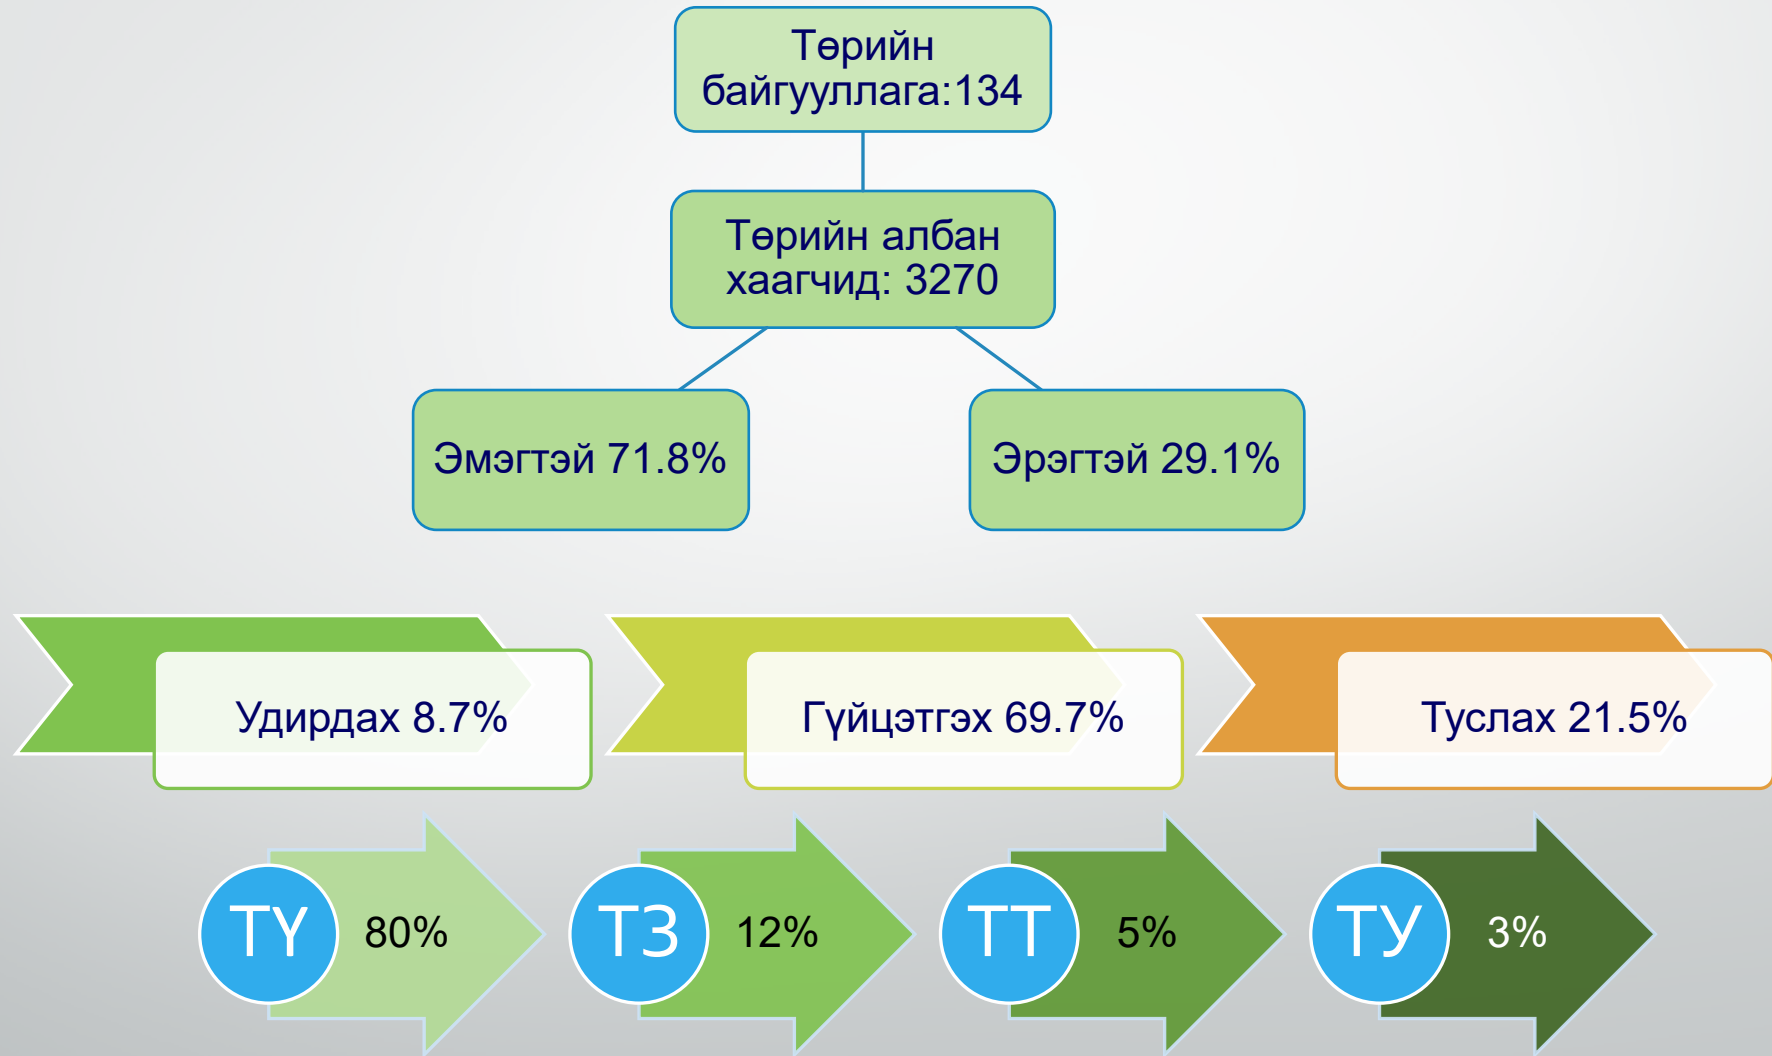 Төрийн
байгууллага:134
Төрийн албан
хаагчид: 3270
Эмэгтэй 71.8%
Эрэгтэй 29.1%
Удирдах 8.7%
Гүйцэтгэх 69.7%
Туслах 21.5%
ТҮ
80%
ТЗ
12%
ТТ
5%
ТУ
3%